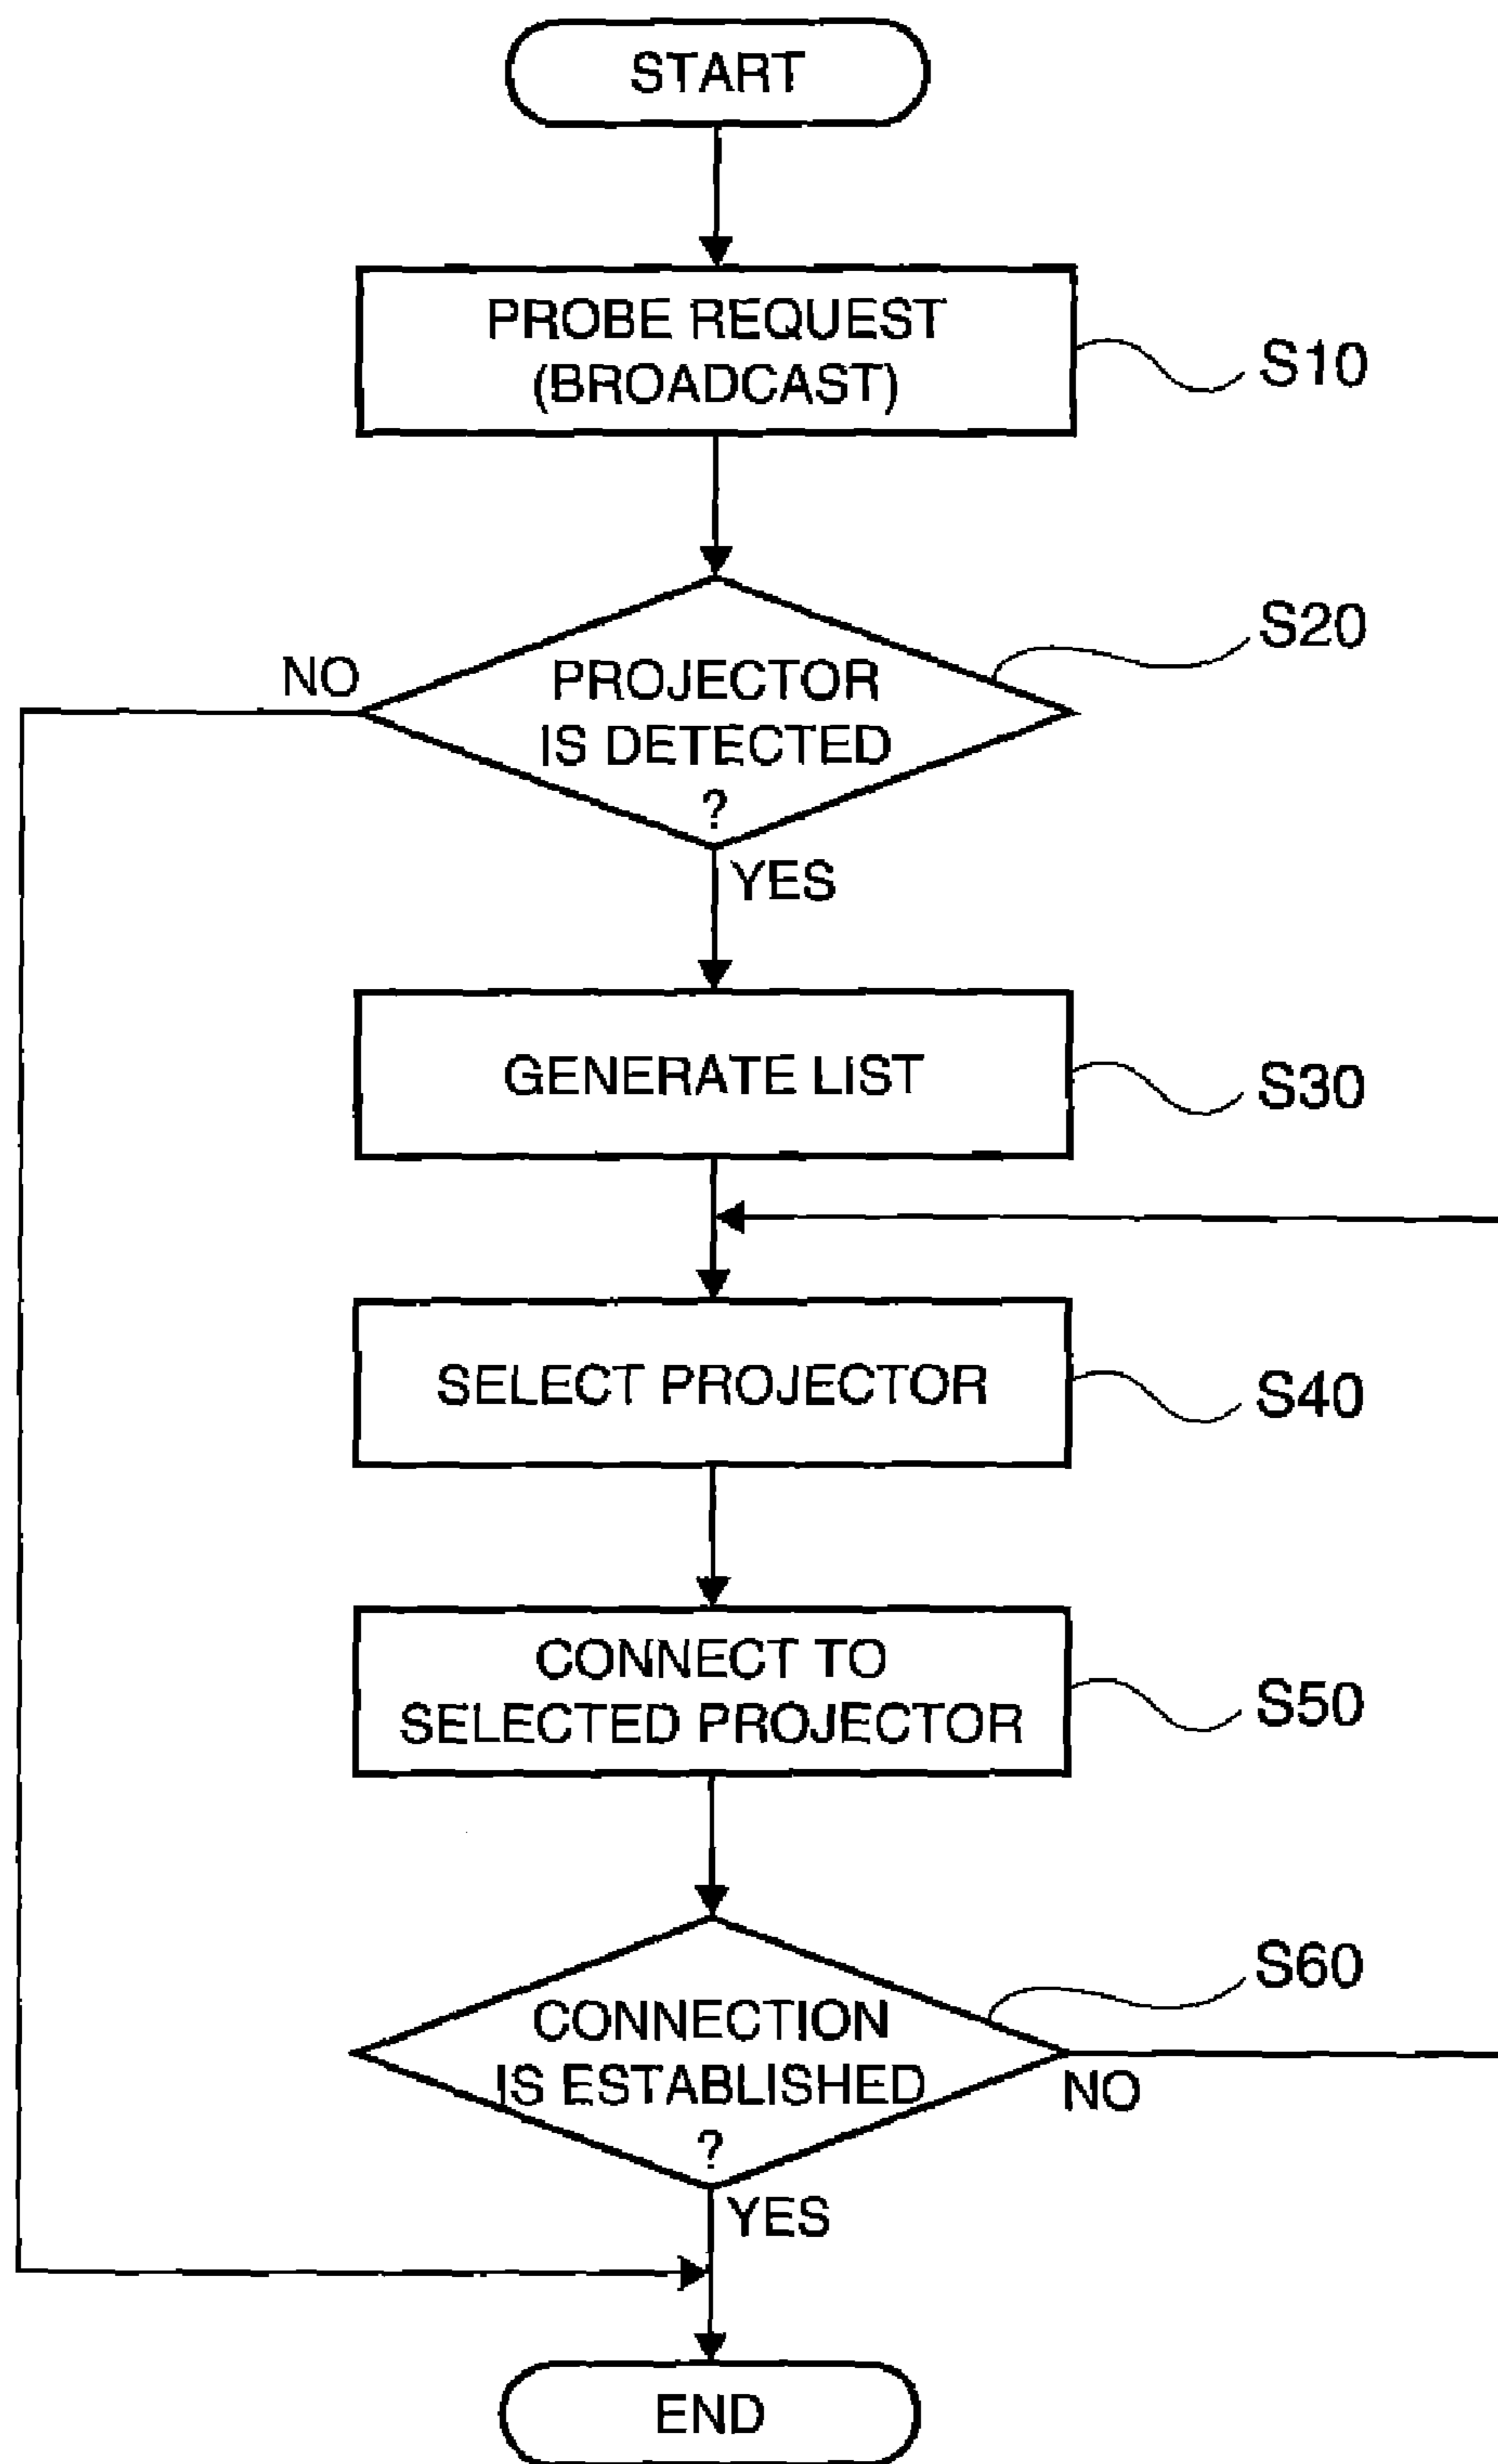 START
PROBE REQUEST
(BROADCAST)
S10
S20
NO
PROJECTOR
IS DETECTED
?
YES
GENERATE LIST
S30
SELECT PROJECTOR
S40
CONNECT TO
SELECTED PROJECTOR
S50
S60
CONNECTION
IS ESTABLISHED
?
NO
YES
END